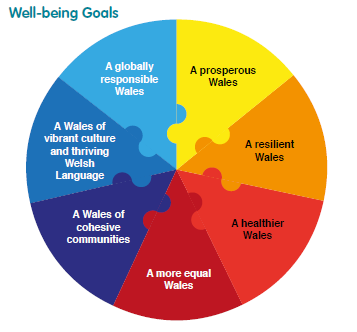 Well-being Goals
A prosperous
Wales
A resilient
Wales
A healthier
Wales
A more equal
Wales
A Wales of
cohesive
communities
A Wales of
vibrant culture
and thriving
Welsh
Language
A globally
responsible
Wales